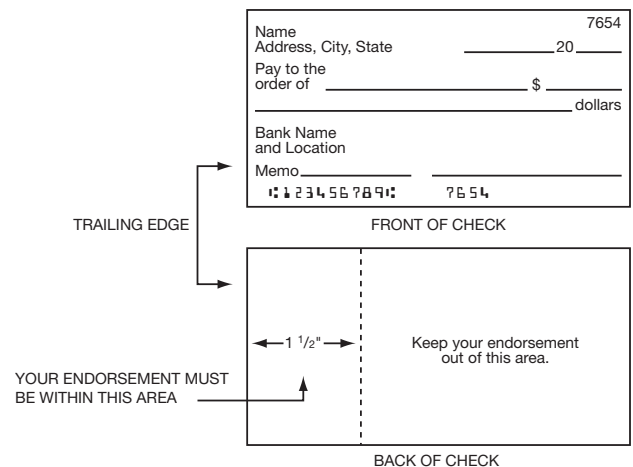 7654
Name
Address, City, State 20
Pay to the
order of $
dollars
Bank Name
and Location
Memo
⑆123456789⑆ 7654
TRAILING EDGE
FRONT OF CHECK
1 1/2"
Keep your endorsement
out of this area.
YOUR ENDORSEMENT MUST
BE WITHIN THIS AREA
BACK OF CHECK